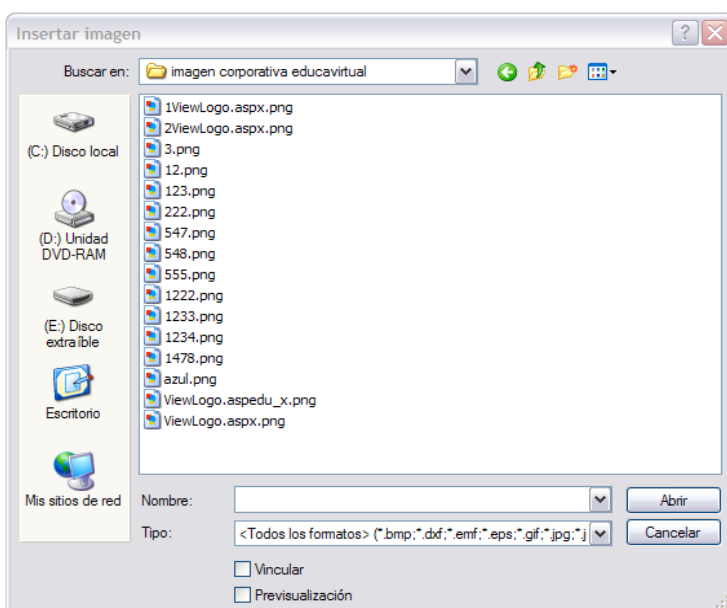 Insertar imagen
Buscar en:
imagen corporativa educavirtual
(C:) Disco local
(D:) Unidad
DVD-RAM
(E:) Disco
extraíble
Escritorio
Mis sitios de red
1ViewLogo.aspx.png
2ViewLogo.aspx.png
3.png
12.png
123.png
222.png
547.png
548.png
555.png
1222.png
1233.png
1234.png
1478.png
azul.png
ViewLogo.aspedu_x.png
ViewLogo.aspx.png
Nombre:
Abrir
Tipo:
<Todos los formatos> (*.bmp;*.dxf;*.emf;*.eps;*.gif;*.jpg;*.j
Cancelar
Vincular
Previsualización